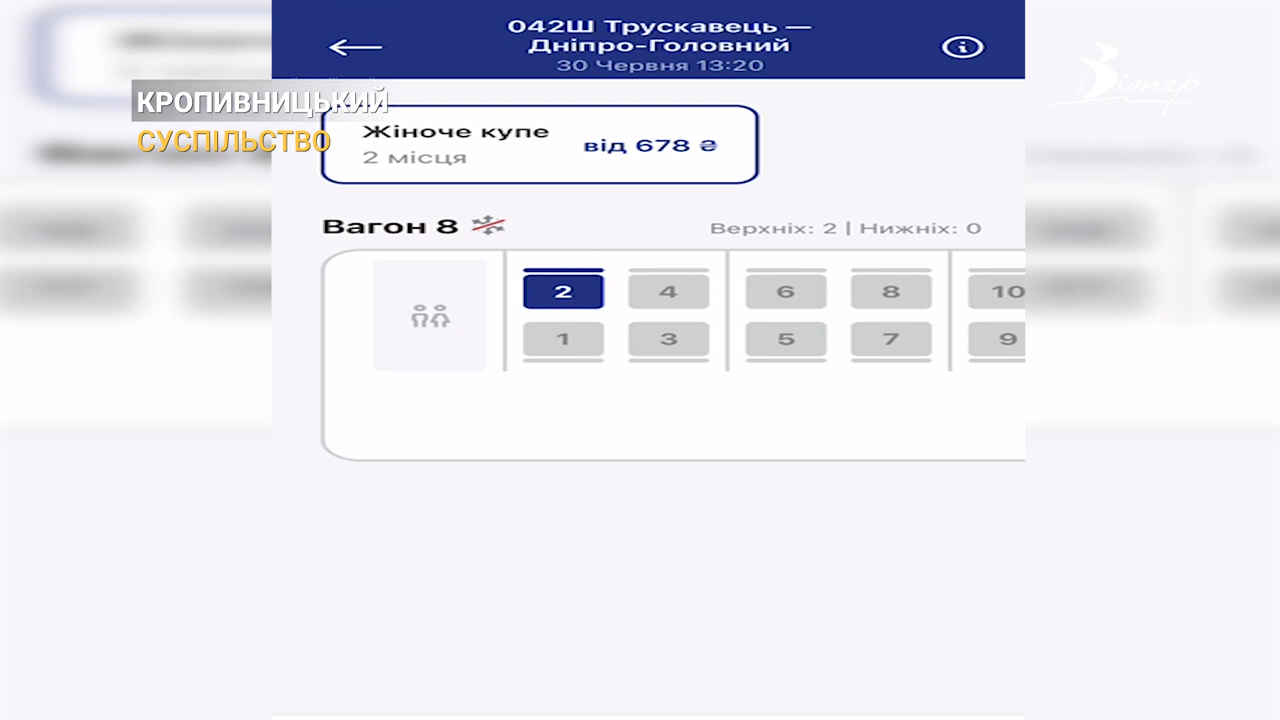 042Ш Трускавець —
Дніпро-Головний
30 Червня 13:20
Вітер
КРОПИВНИЦЬКИЙ
СУСПІЛЬСТВО
Жіноче купе
2 місця
від 678 ₴
Вагон 8
Верхніх: 2 | Нижніх: 0
2 4 6 8 10
1 3 5 7 9